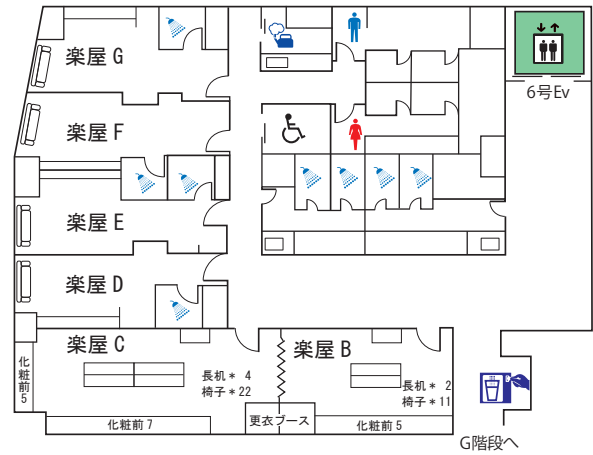 楽屋 G
6号Ev
楽屋 F
楽屋 E
楽屋 D
楽屋 C
楽屋 B
化粧前5
長机* 4
椅子*22
長机* 2
椅子*11
化粧前7
更衣ブース
化粧前5
G階段へ